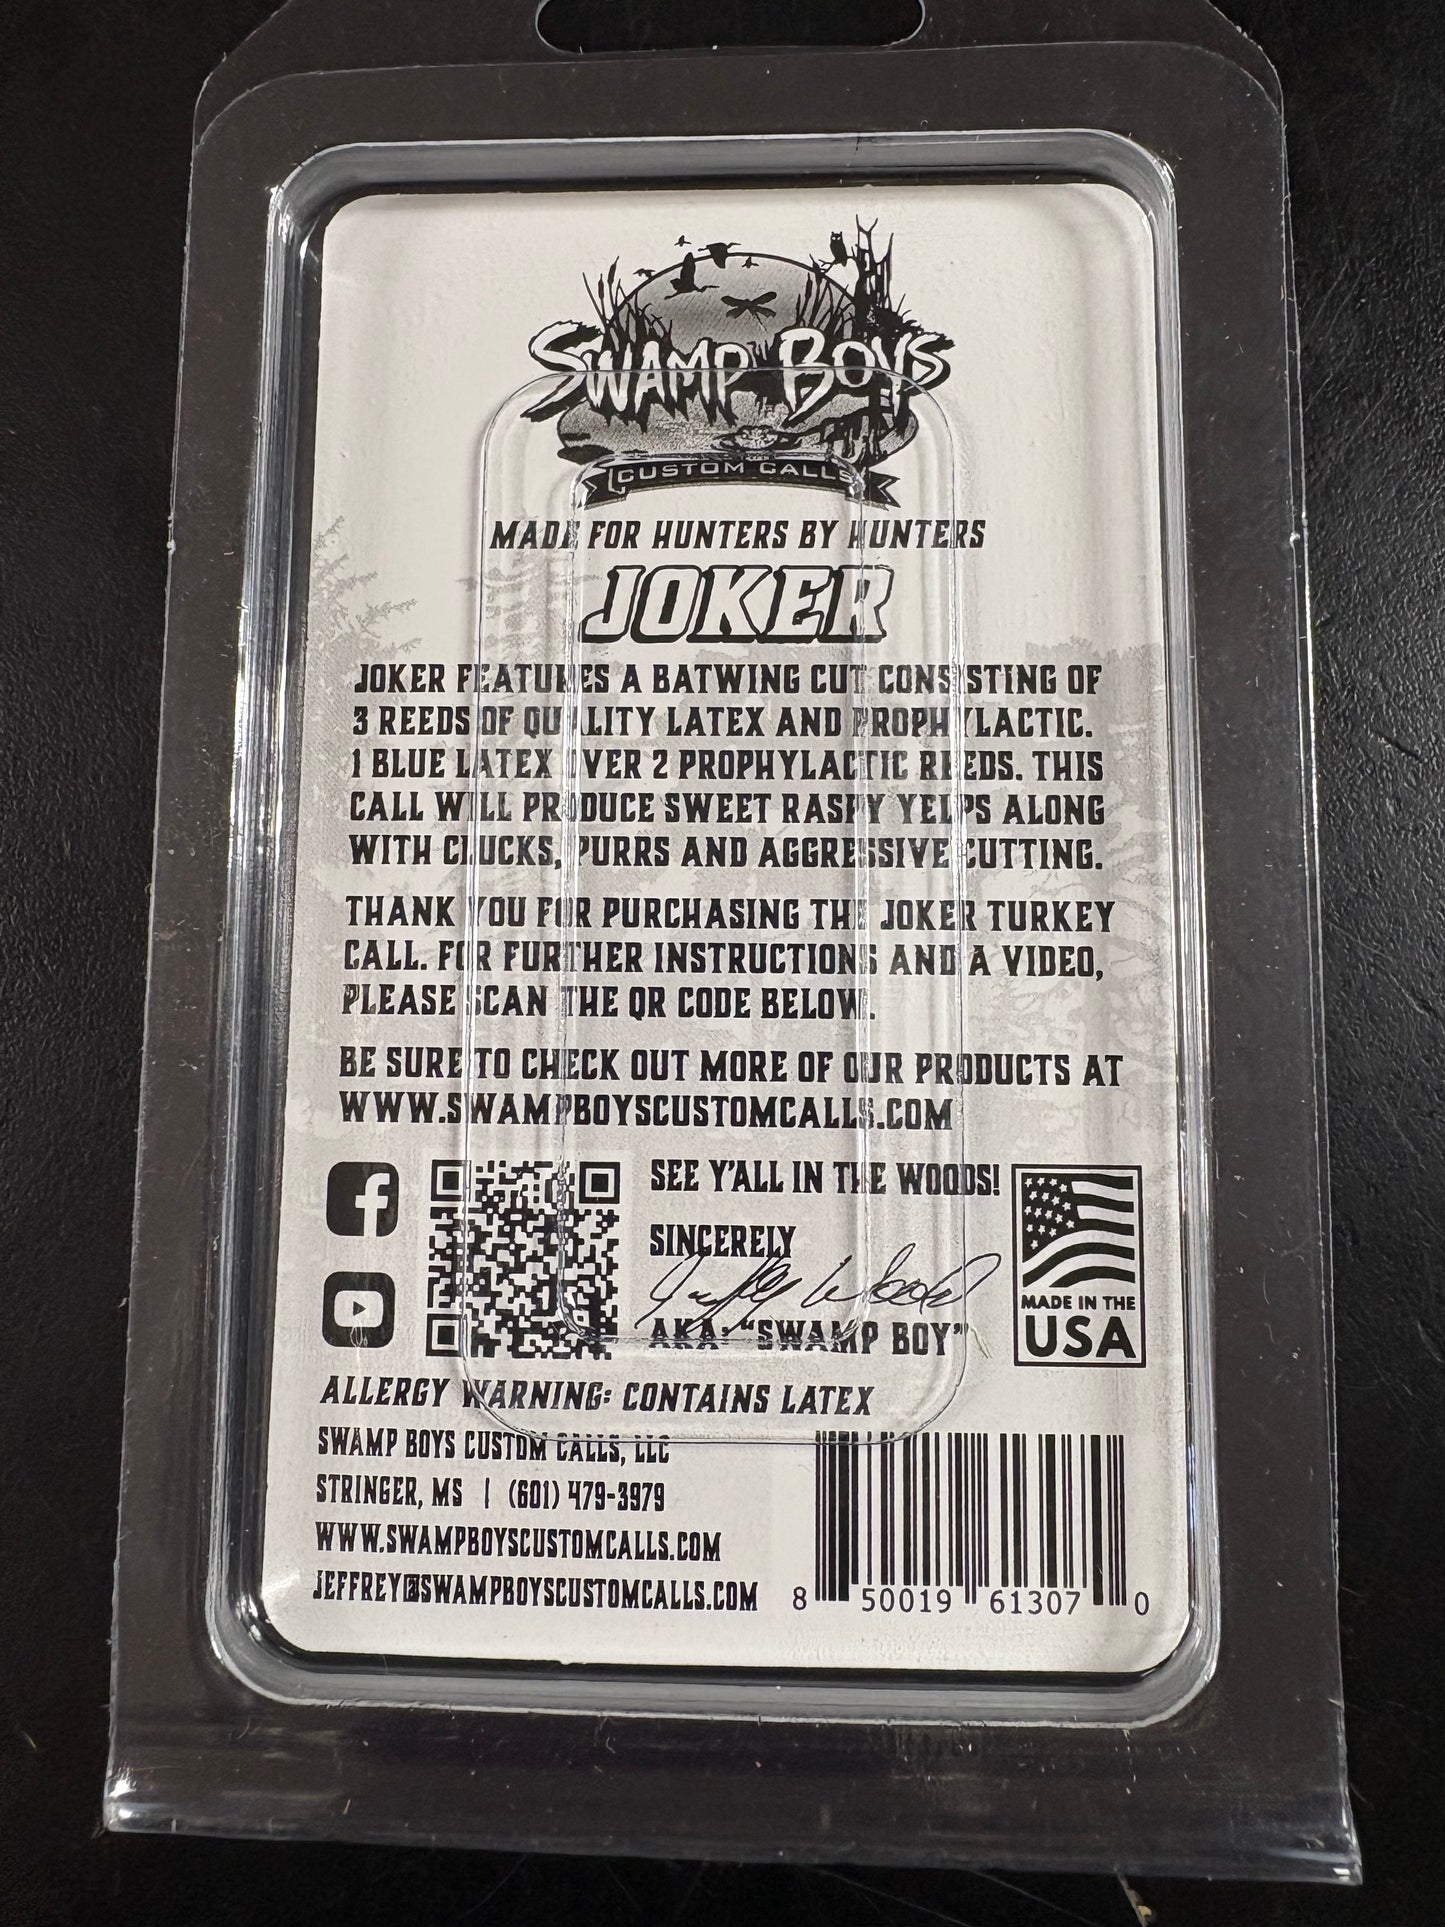 SWAMP BOYS
CUSTOM CALLS
MADE FOR HUNTERS BY HUNTERS
JOKER
JOKER FEATURES A BATWING CUT CONSISTING OF
3 REEDS OF QUALITY LATEX AND PROPHYLACTIC.
1 BLUE LATEX OVER 2 PROPHYLACTIC REEDS. THIS
CALL WILL PRODUCE SWEET RASPY YELPS ALONG
WITH CLUCKS, PURRS AND AGGRESSIVE CUTTING.
THANK YOU FOR PURCHASING THE JOKER TURKEY
CALL. FOR FURTHER INSTRUCTIONS AND A VIDEO,
PLEASE SCAN THE QR CODE BELOW.
BE SURE TO CHECK OUT MORE OF OUR PRODUCTS AT
WWW.SWAMPBOYSCUSTOMCALLS.COM
SEE Y'ALL IN THE WOODS!
SINCERELY
AKA: "SWAMP BOY"
MADE IN THE
USA
ALLERGY WARNING: CONTAINS LATEX
SWAMP BOYS CUSTOM CALLS, LLC
STRINGER, MS | (601) 479-3979
WWW.SWAMPBOYSCUSTOMCALLS.COM
JEFFREY@SWAMPBOYSCUSTOMCALLS.COM
8 50019 61307 0